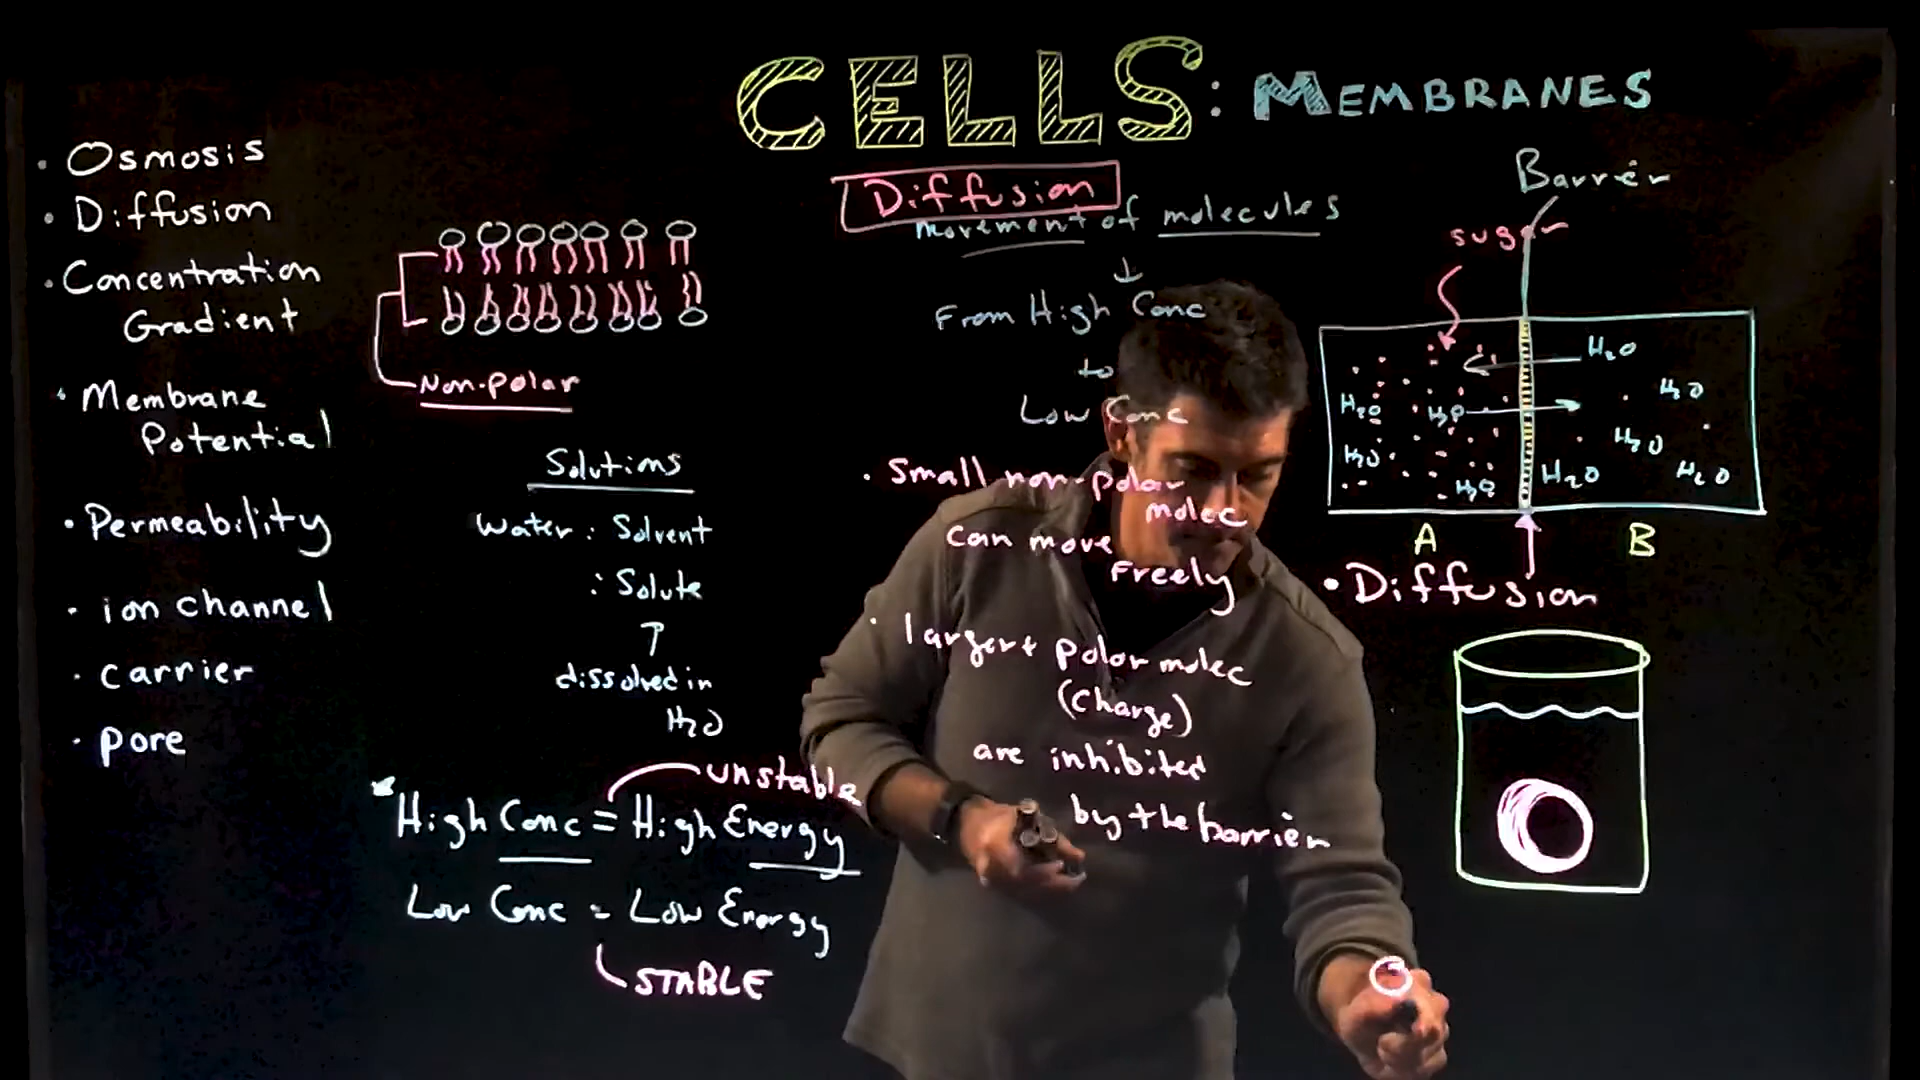 CELLS: MEMBRANES
• Osmosis
• Diffusion
• Concentration
Gradient
• Membrane
Potential
• Permeability
• ion channel
• carrier
• pore
Non-polar
Solutions
Water: Solvent
: Solute
dissolved in
H2O
unstable
High Conc = High Energy
Low Conc = Low Energy
STABLE
Diffusion
movement of molecules
From High Conc
to
Low Conc
• Small non-polar
molec
can move
Freely
• larger + polar molec
(charge)
are inhibited
by the barrier
Barrier
sugar
H2O
H2O
H2O
H2O
H2O
H2O
H2O
H2O
H2O
A
B
• Diffusion